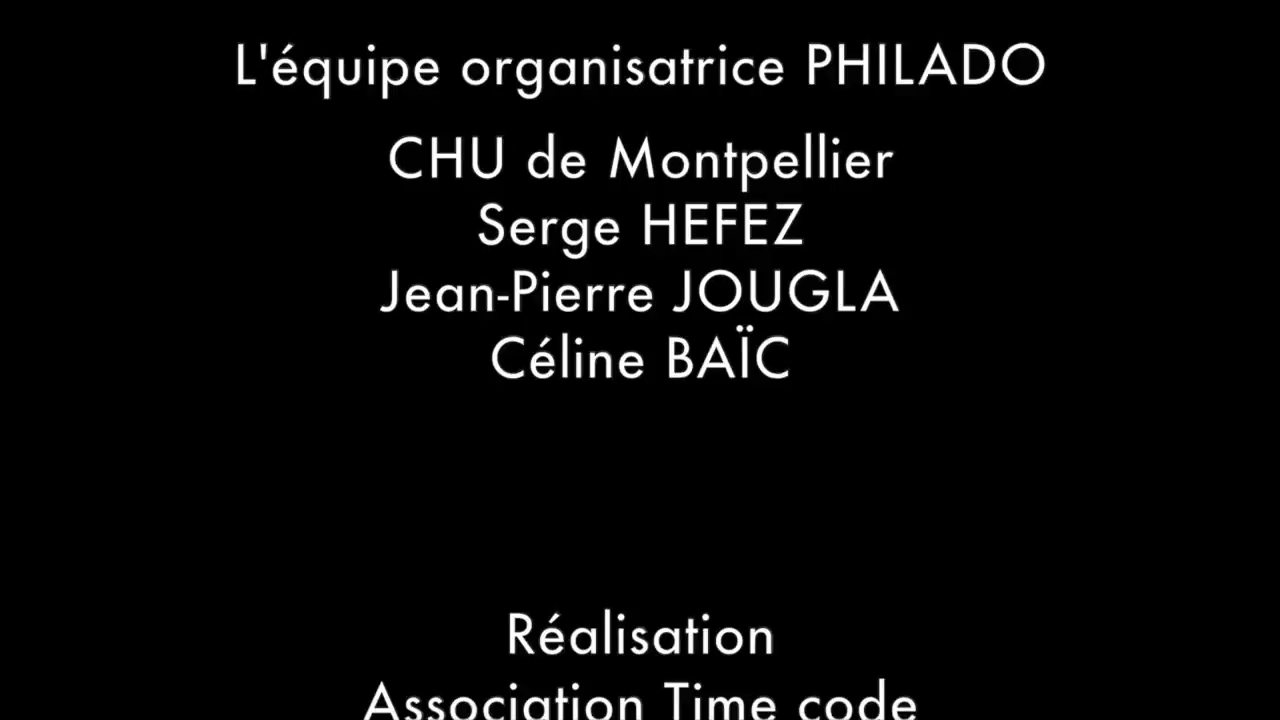 L'équipe organisatrice PHILADO
CHU de Montpellier
Serge HEFEZ
Jean-Pierre JOUGLA
Céline BAÏC
Réalisation
Association Time code